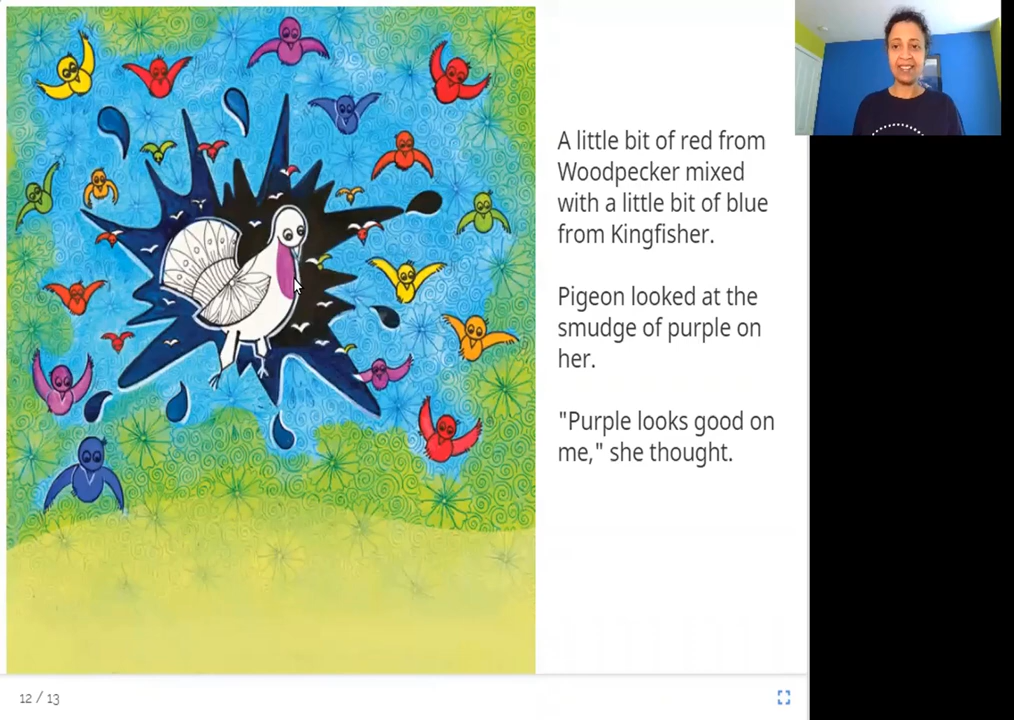 A little bit of red from
Woodpecker mixed
with a little bit of blue
from Kingfisher.
Pigeon looked at the
smudge of purple on
her.
"Purple looks good on
me," she thought.
12 / 13